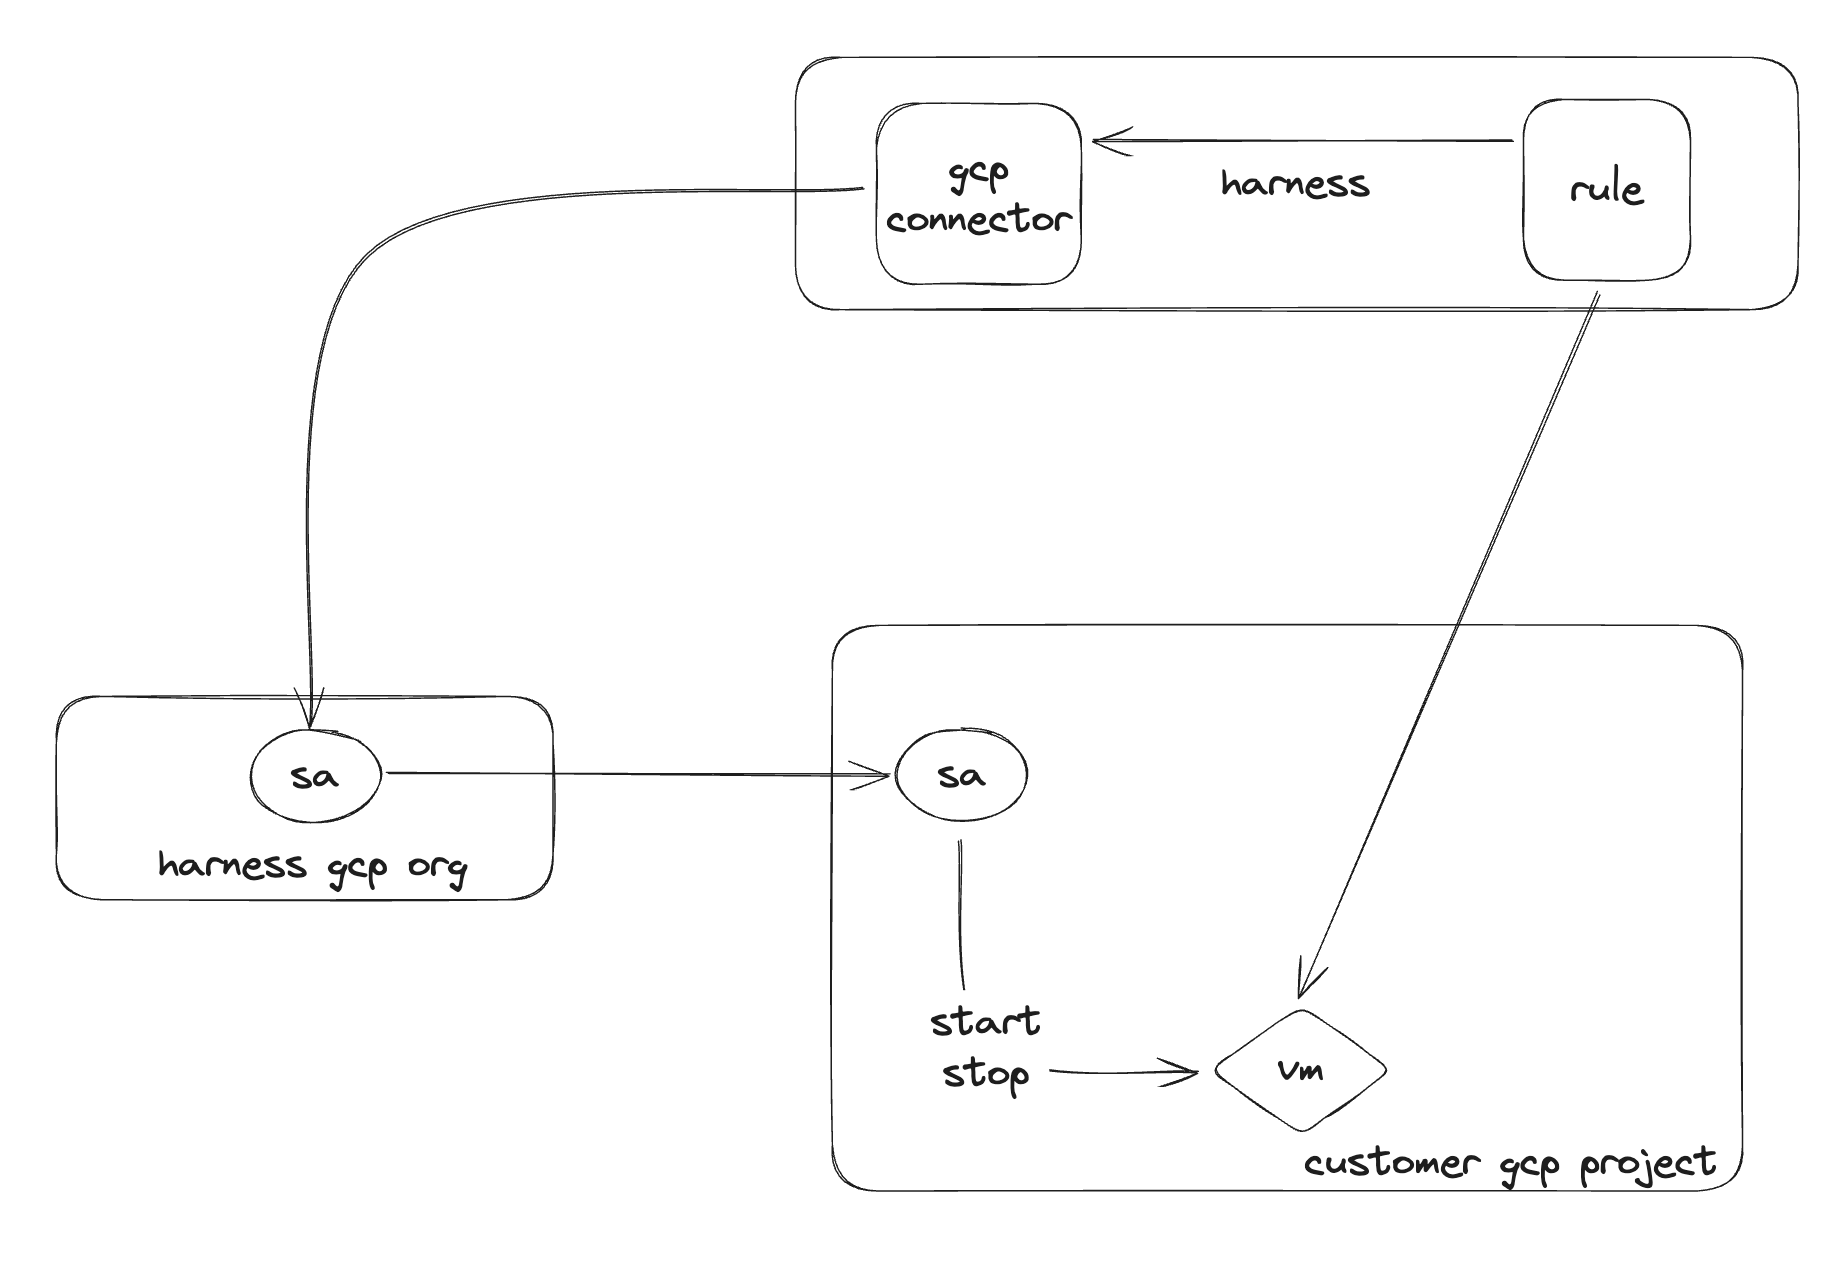 gcp
connector
harness
rule
sa
harness gcp org
sa
start
stop
vm
customer gcp project